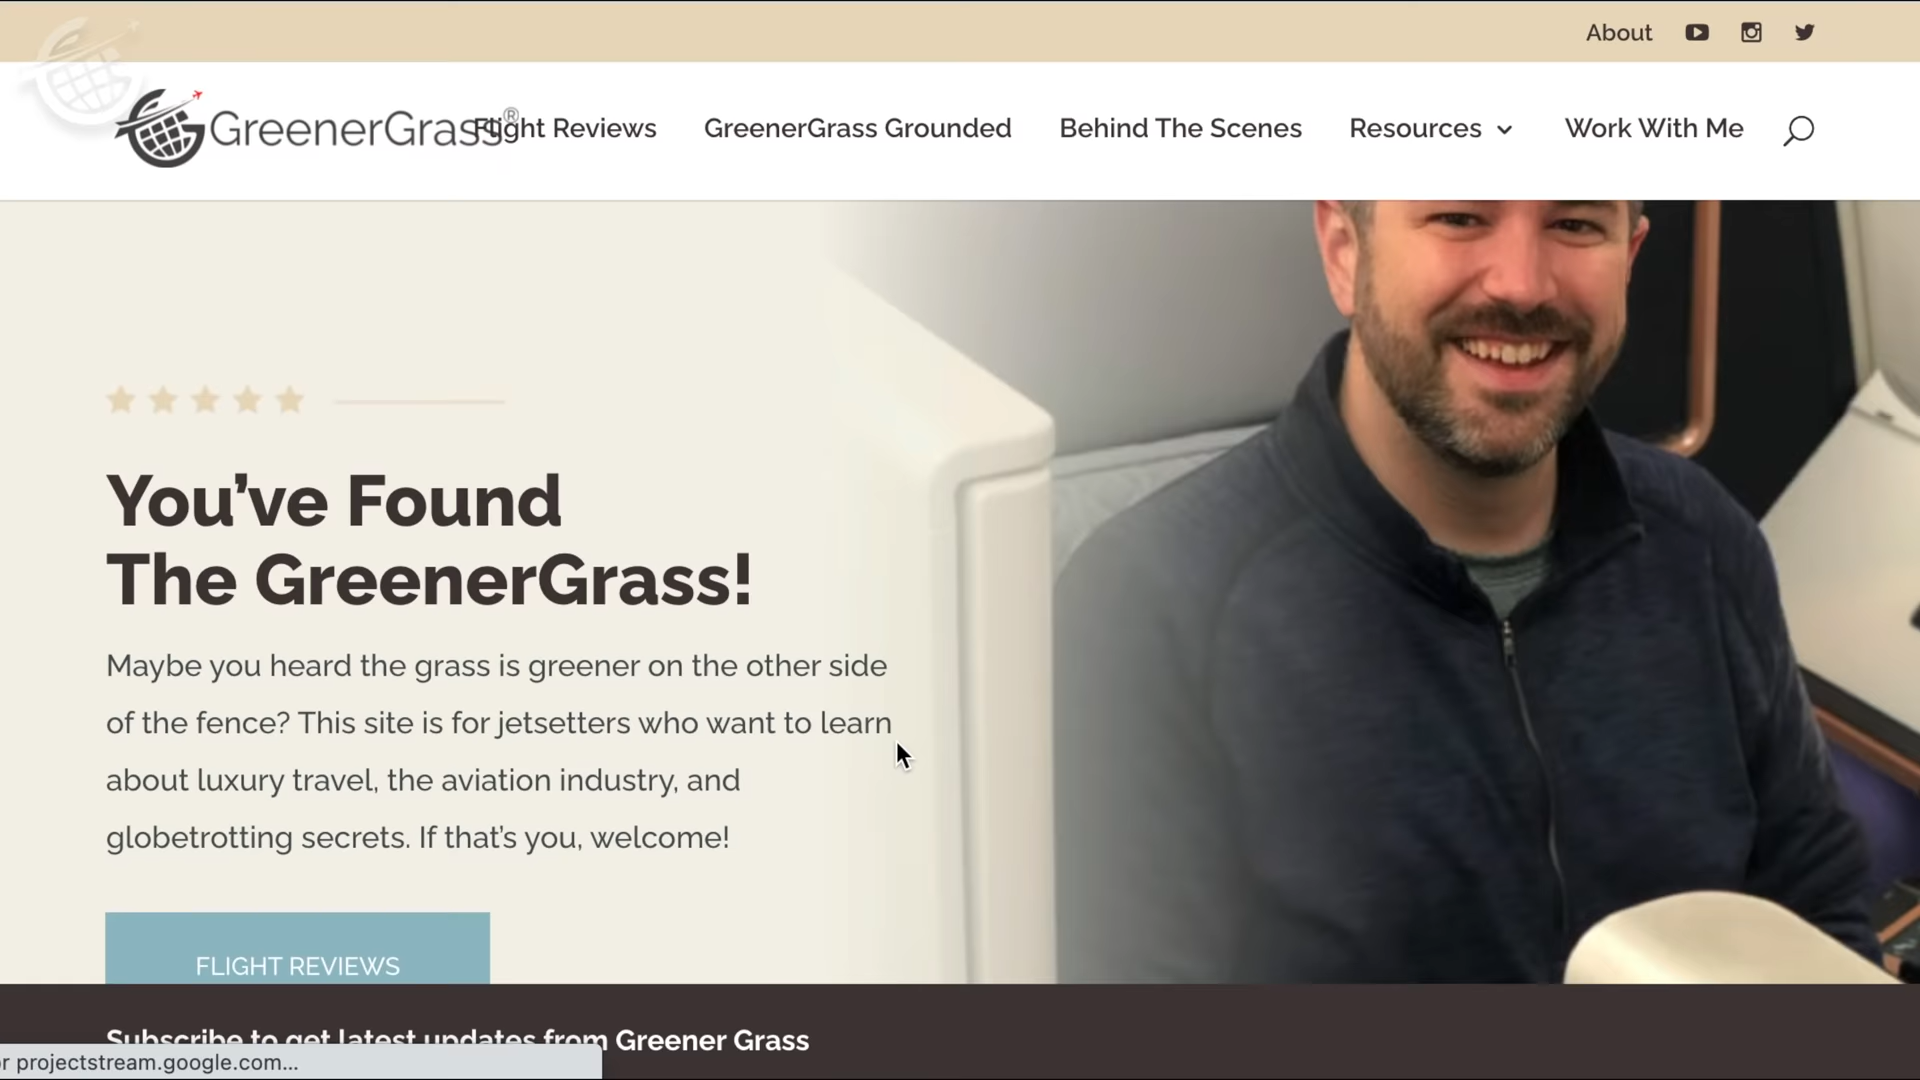 About
GreenerGrass®
Flight Reviews
GreenerGrass Grounded
Behind The Scenes
Resources
Work With Me
You’ve Found
The GreenerGrass!
Maybe you heard the grass is greener on the other side
of the fence? This site is for jetsetters who want to learn
about luxury travel, the aviation industry, and
globetrotting secrets. If that’s you, welcome!
FLIGHT REVIEWS
Subscribe to get latest updates from Greener Grass
projectstream.google.com...